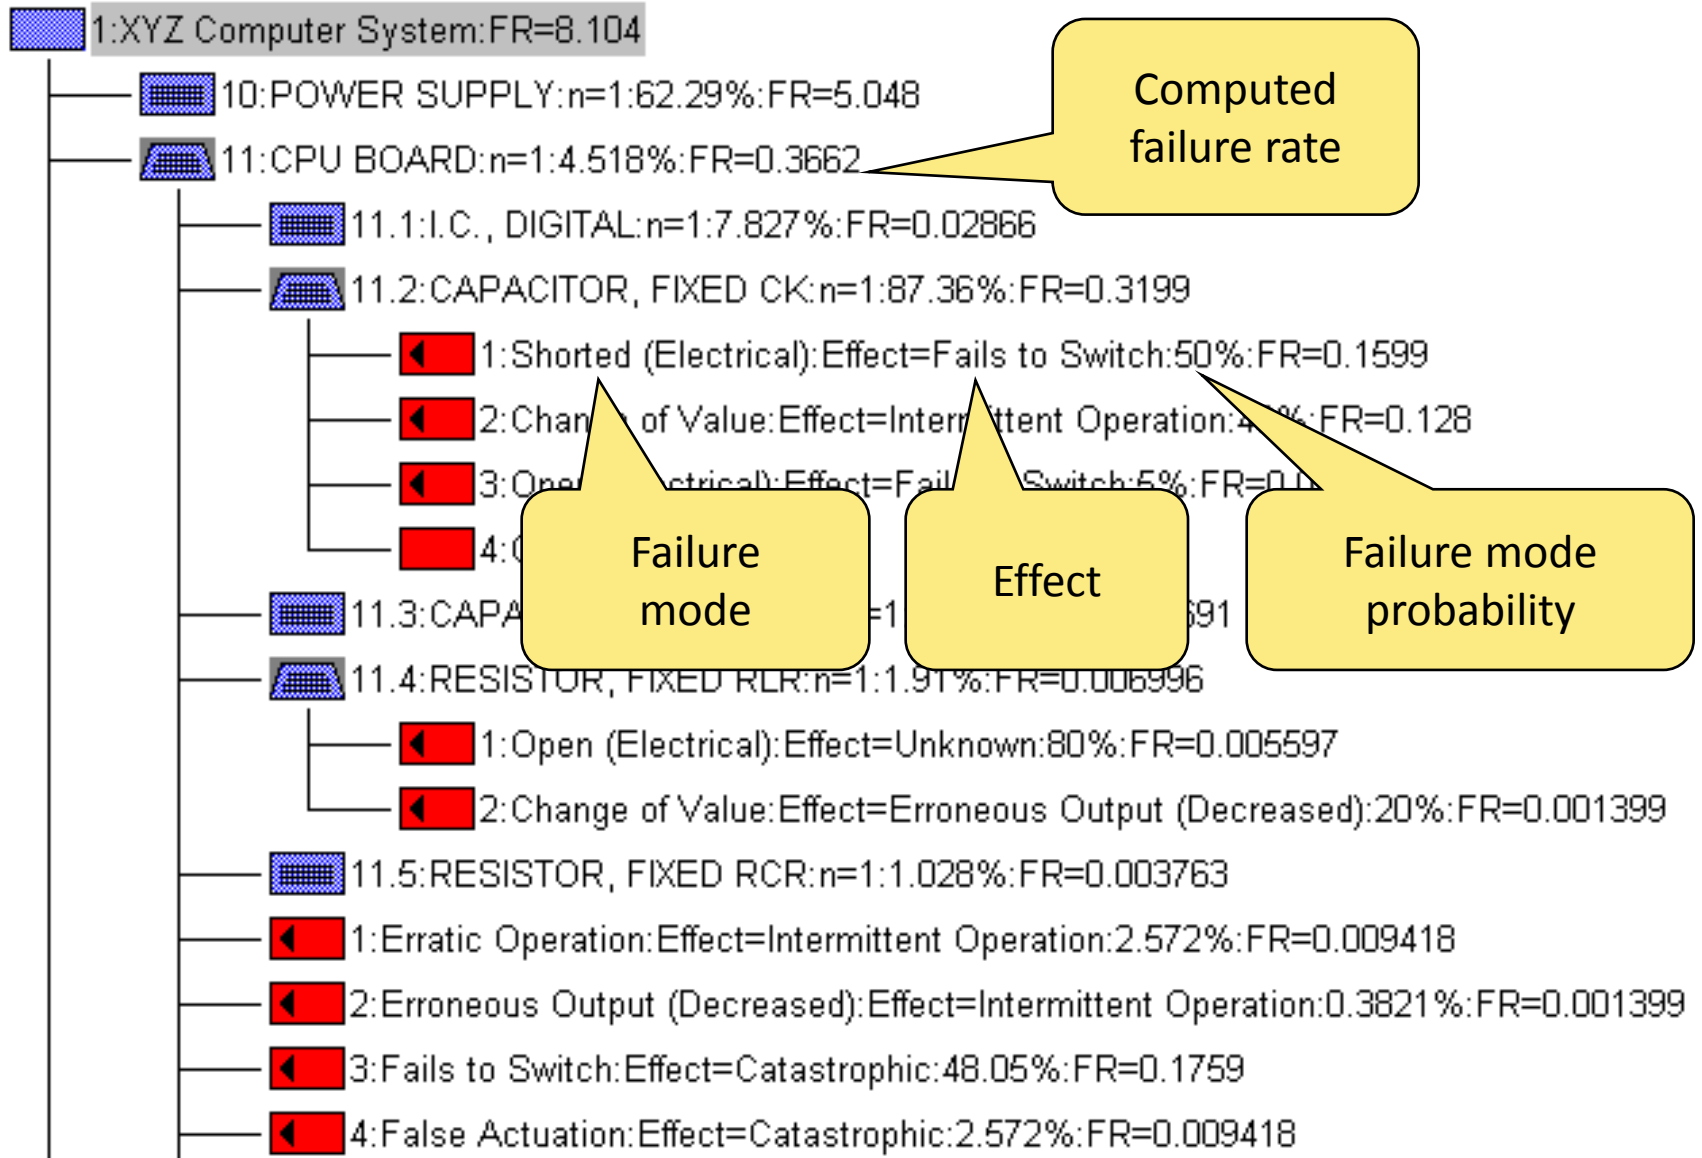 1:XYZ Computer System:FR=8.104
10:POWER SUPPLY:n=1:62.29%:FR=5.048
11:CPU BOARD:n=1:4.518%:FR=0.3662
Computed
failure rate
11.1:I.C., DIGITAL:n=1:7.827%:FR=0.02866
11.2:CAPACITOR, FIXED CK:n=1:87.36%:FR=0.3199
1:Shorted (Electrical):Effect=Fails to Switch:50%:FR=0.1599
2:Change of Value:Effect=Intermittent Operation: FR=0.128
3:Open Effect= Switch:5%:FR=0.0
4:
Failure
mode
Effect
Failure mode
probability
11.3: 691
11.4:RESISTOR, FIXED RLR:n=1:1.91%:FR=0.006996
1:Open (Electrical):Effect=Unknown:80%:FR=0.005597
2:Change of Value:Effect=Erroneous Output (Decreased):20%:FR=0.001399
11.5:RESISTOR, FIXED RCR:n=1:1.028%:FR=0.003763
1:Erratic Operation:Effect=Intermittent Operation:2.572%:FR=0.009418
2:Erroneous Output (Decreased):Effect=Intermittent Operation:0.3821%:FR=0.001399
3:Fails to Switch:Effect=Catastrophic:48.05%:FR=0.1759
4:False Actuation:Effect=Catastrophic:2.572%:FR=0.009418